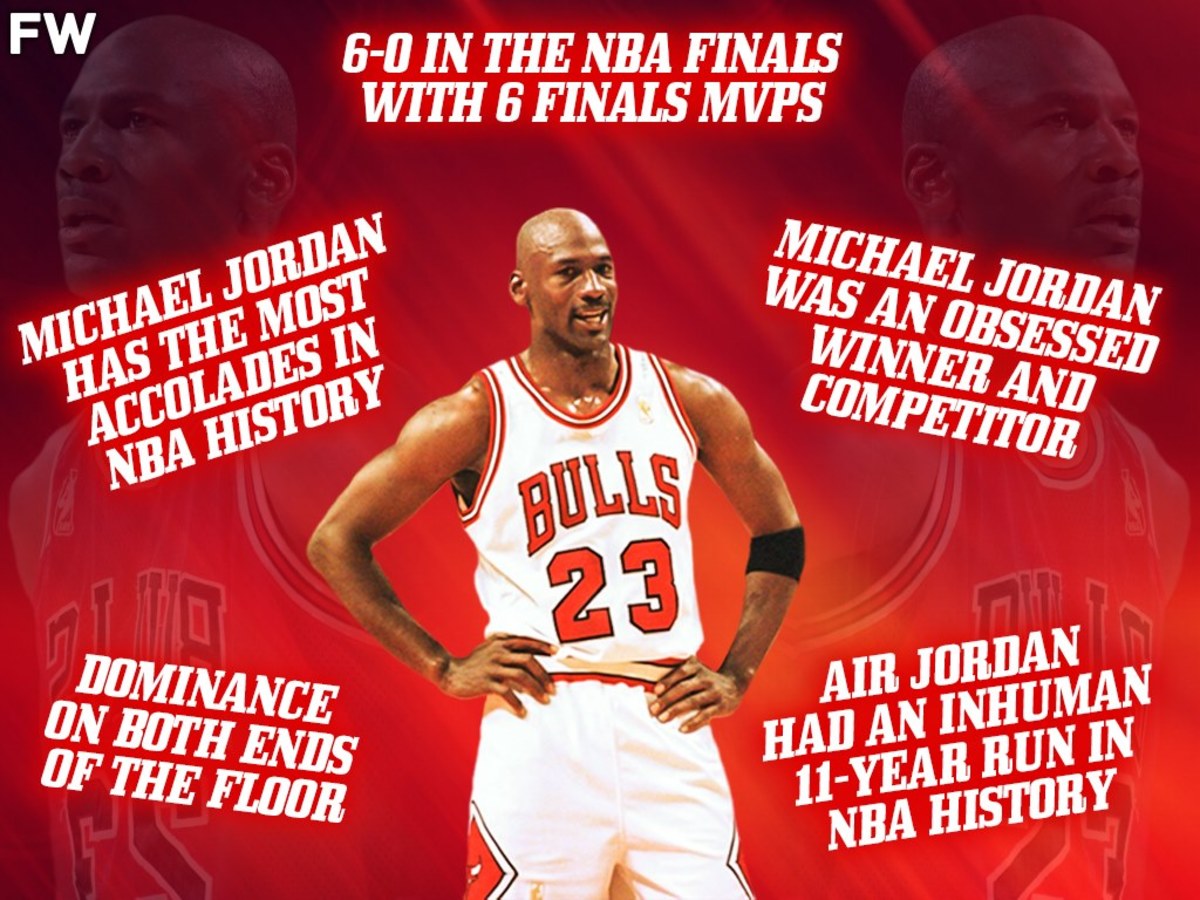 FW
6-0 IN THE NBA FINALS
WITH 6 FINALS MVPS
MICHAEL JORDAN
HAS THE MOST
ACCOLADES IN
NBA HISTORY
MICHAEL JORDAN
WAS AN OBSESSED
WINNER AND
COMPETITOR
BULLS
23
DOMINANCE
ON BOTH ENDS
OF THE FLOOR
AIR JORDAN
HAD AN INHUMAN
11-YEAR RUN IN
NBA HISTORY